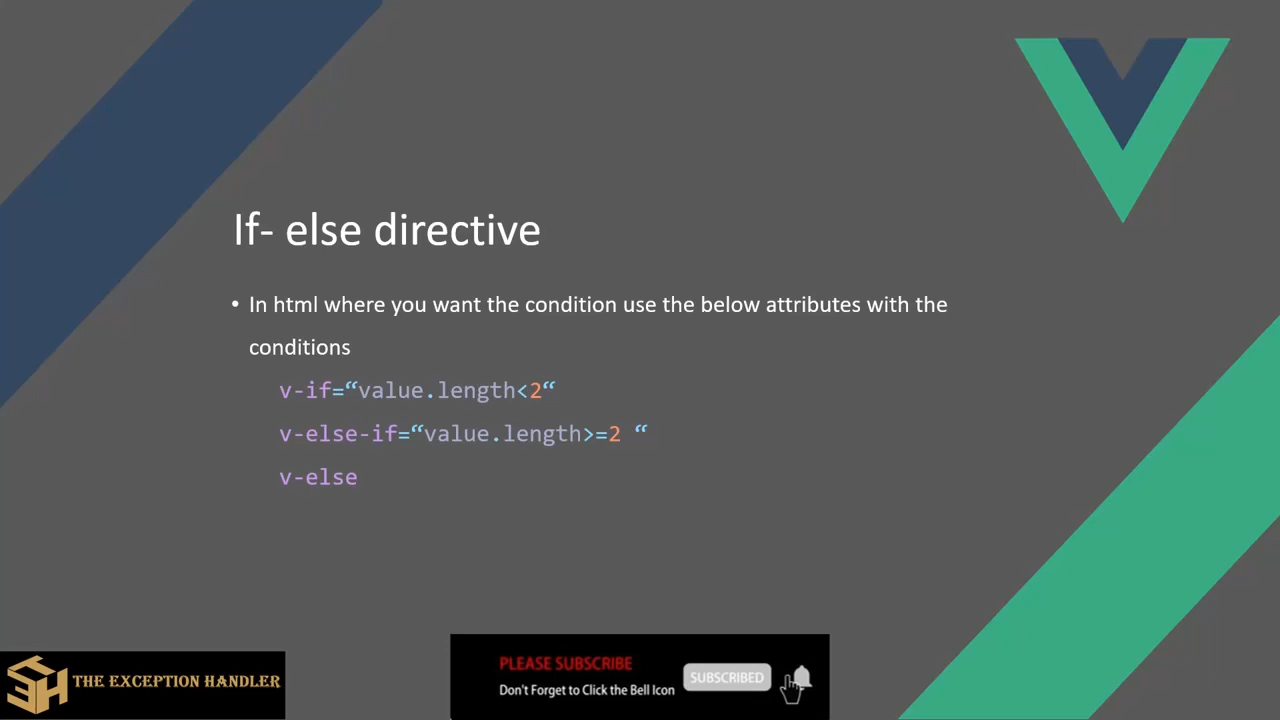 If- else directive
• In html where you want the condition use the below attributes with the
conditions
v-if=“value.length<2“
v-else-if=“value.length>=2 “
v-else
THE EXCEPTION HANDLER
PLEASE SUBSCRIBE
Don't Forget to Click the Bell Icon
SUBSCRIBED